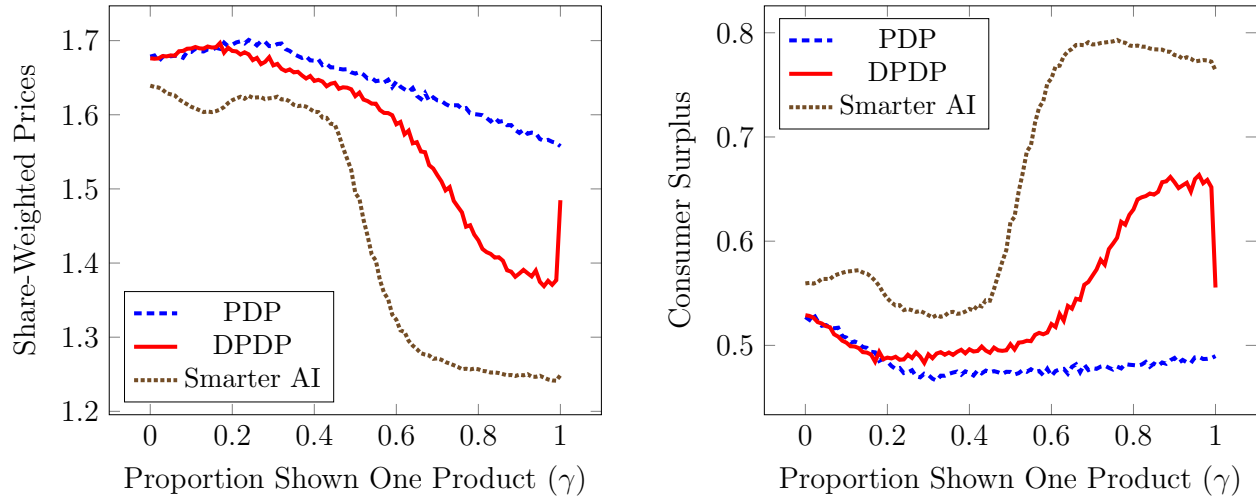 Share-Weighted Prices
1.7
1.6
1.5
1.4
1.3
1.2
PDP
DPDP
Smarter AI
0
0.2
0.4
0.6
0.8
1
Proportion Shown One Product (γ)
Consumer Surplus
0.8
0.7
0.6
0.5
PDP
DPDP
Smarter AI
0
0.2
0.4
0.6
0.8
1
Proportion Shown One Product (γ)